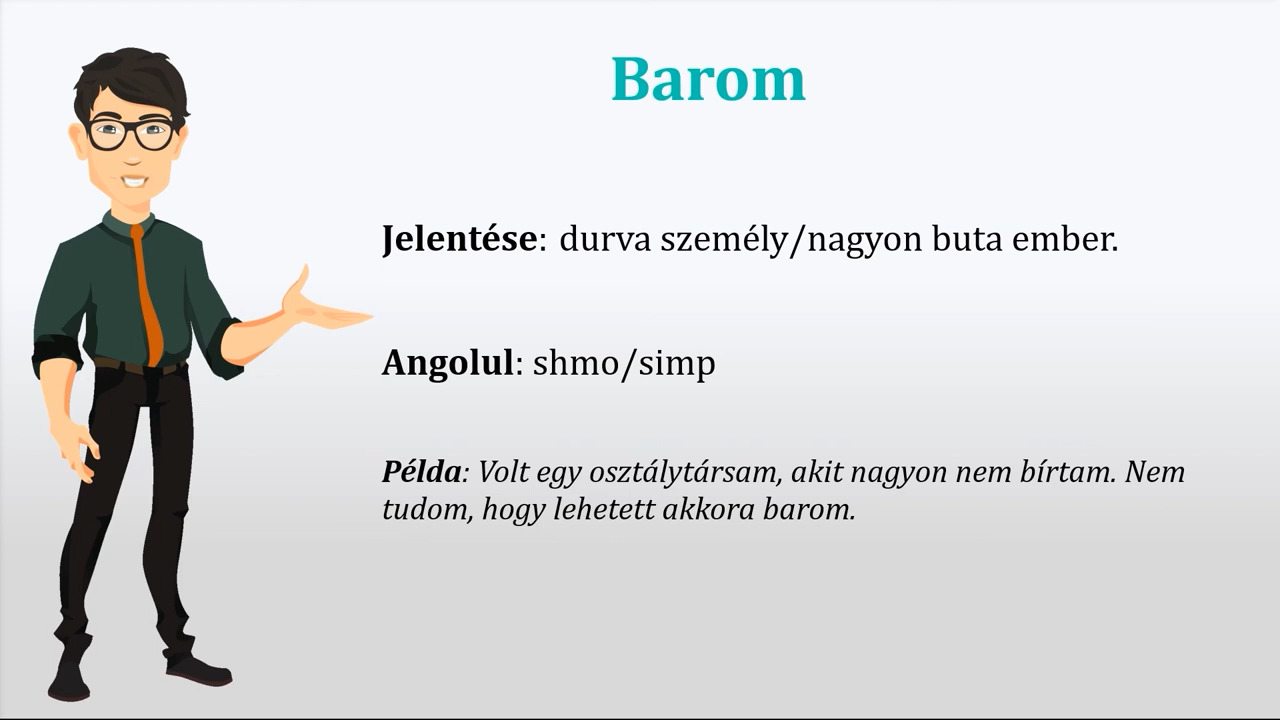 Barom
Jelentése: durva személy/nagyon buta ember.
Angolul: shmo/simp
Példa: Volt egy osztálytársam, akit nagyon nem bírtam. Nem
tudom, hogy lehetett akkora barom.